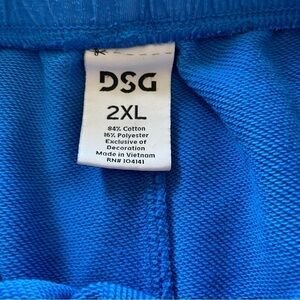 DSG
2XL
84% Cotton
16% Polyester
Exclusive of
Decoration
Made in Vietnam
RN# 104141